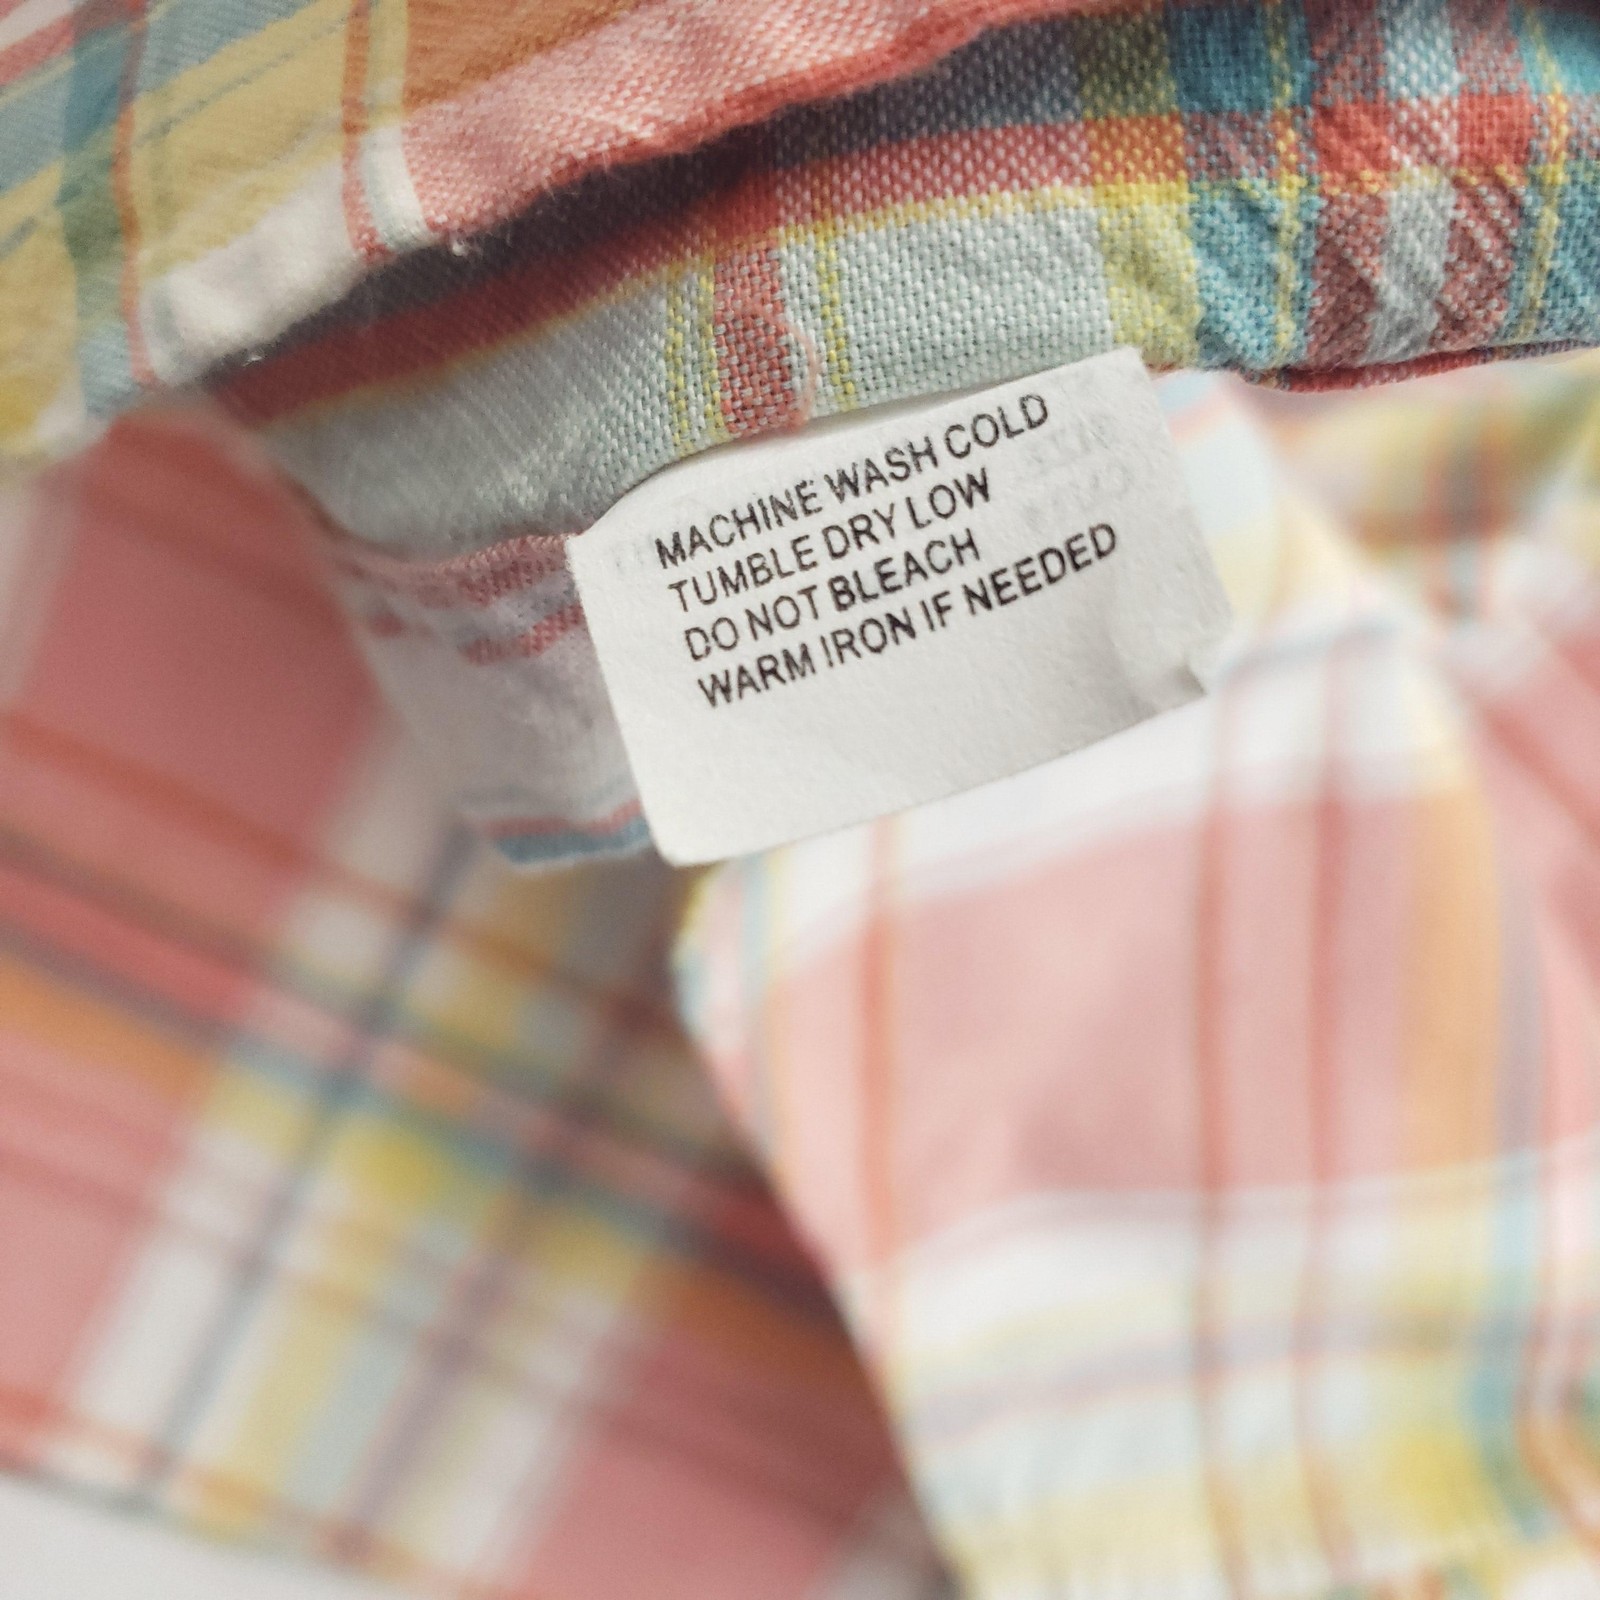 MACHINE WASH COLD
TUMBLE DRY LOW
DO NOT BLEACH
WARM IRON IF NEEDED